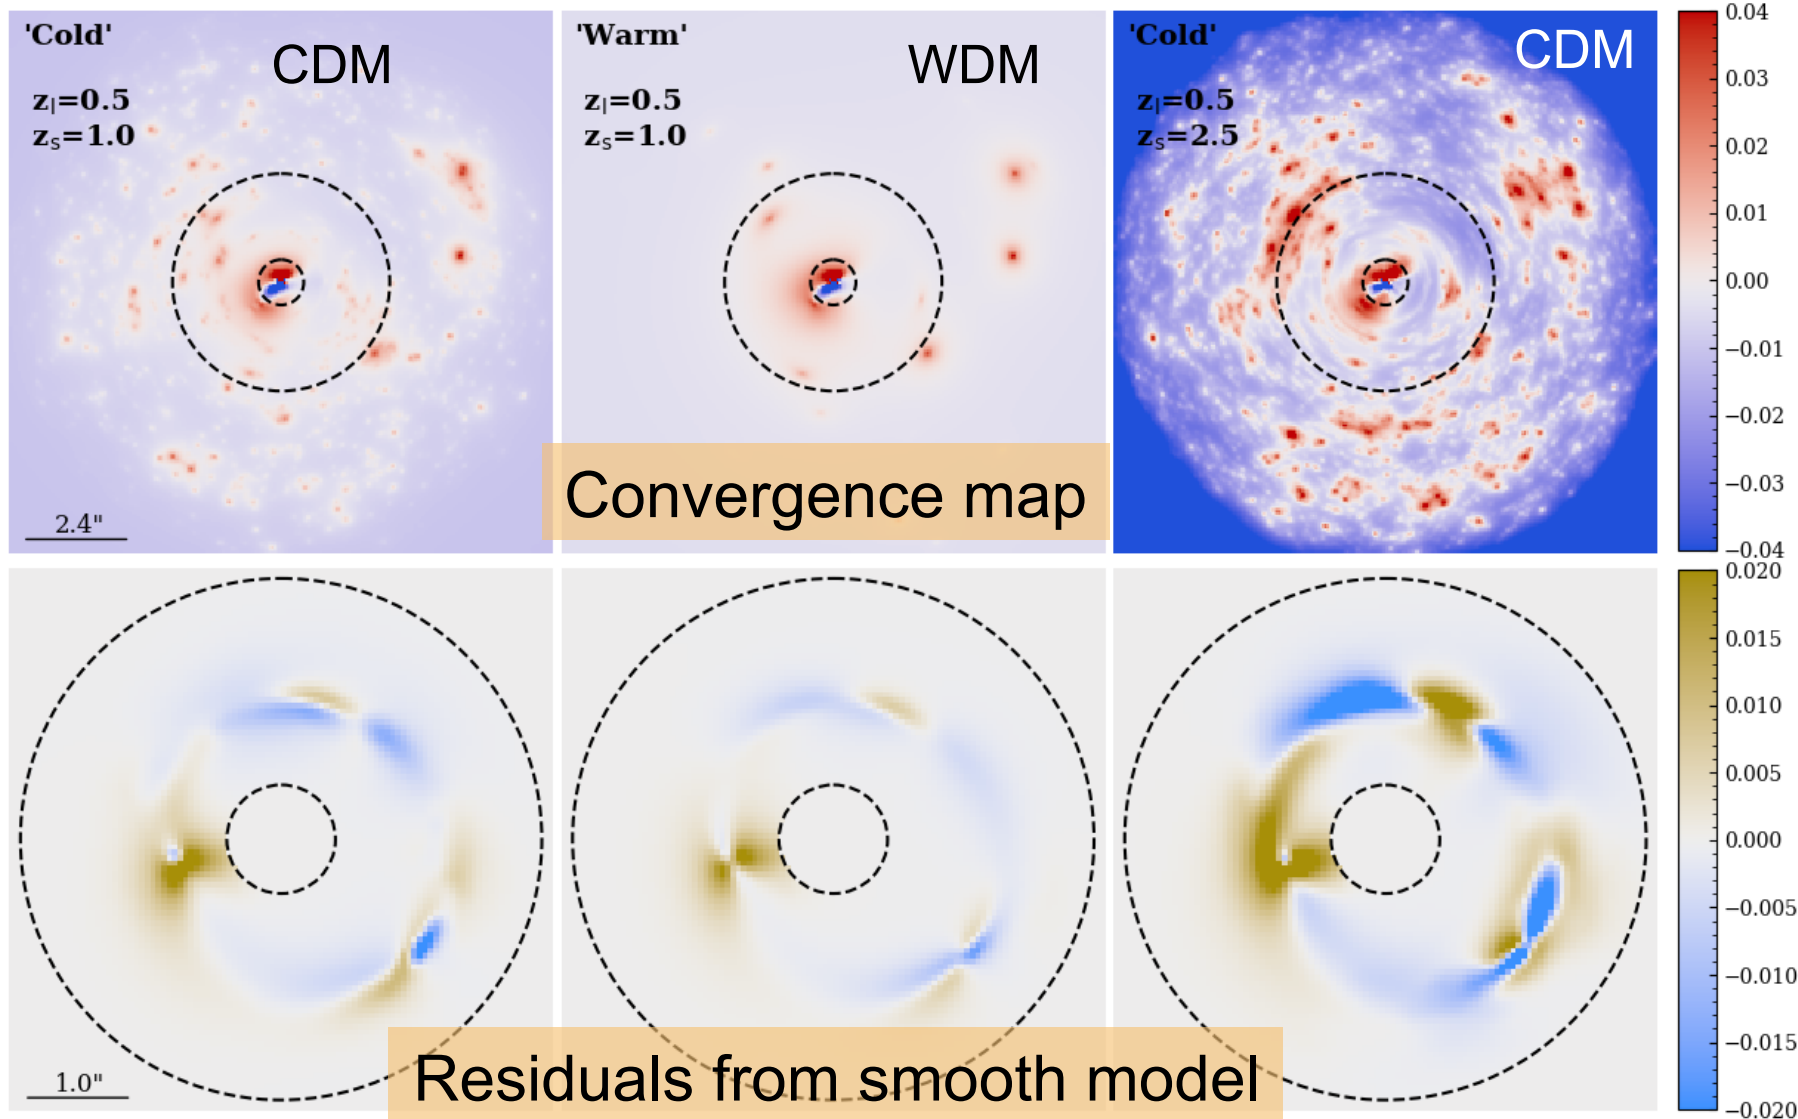 'Cold'
CDM
z_l=0.5
z_s=1.0
2.4"
'Warm'
WDM
z_l=0.5
z_s=1.0
'Cold'
CDM
z_l=0.5
z_s=2.5
0.04
0.03
0.02
0.01
0.00
−0.01
−0.02
−0.03
−0.04
Convergence map
1.0"
0.020
0.015
0.010
0.005
0.000
−0.005
−0.010
−0.015
−0.020
Residuals from smooth model